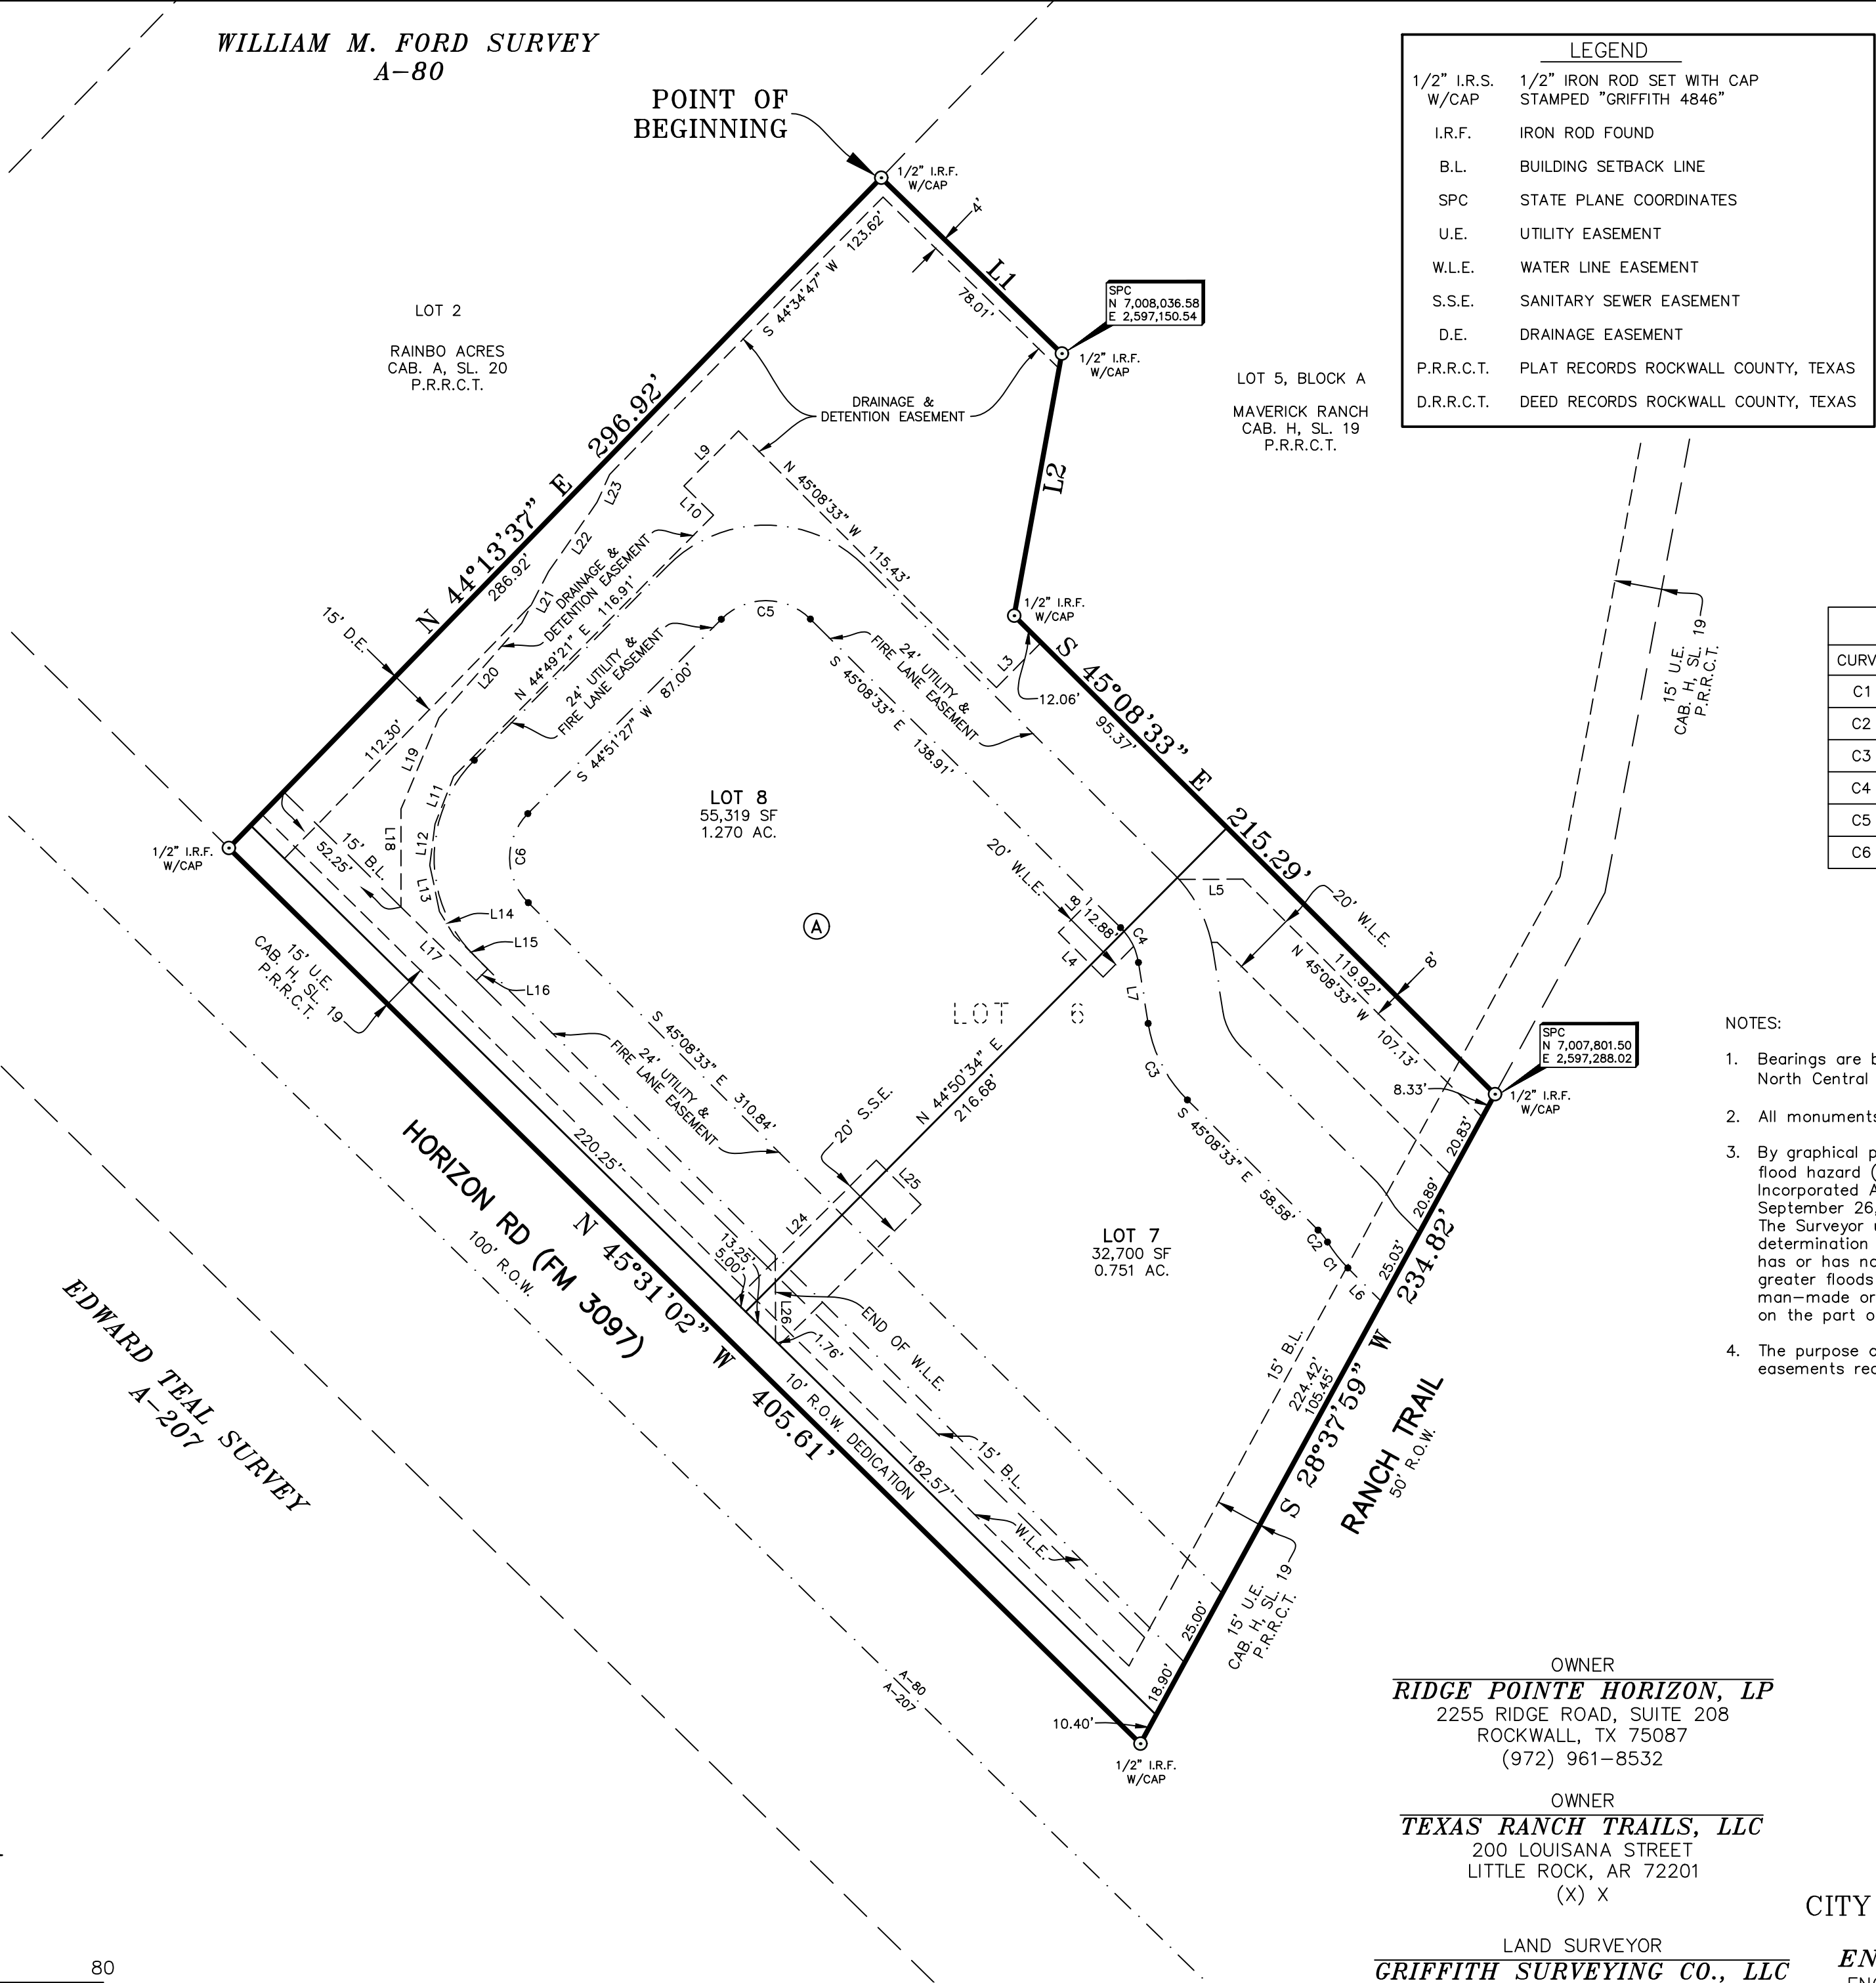 WILLIAM M. FORD SURVEY
A-80
POINT OF
BEGINNING
1/2" I.R.F.
W/CAP
LEGEND
1/2" I.R.S. W/CAP 1/2" IRON ROD SET WITH CAP STAMPED "GRIFFITH 4846"
I.R.F. IRON ROD FOUND
B.L. BUILDING SETBACK LINE
SPC STATE PLANE COORDINATES
U.E. UTILITY EASEMENT
W.L.E. WATER LINE EASEMENT
S.S.E. SANITARY SEWER EASEMENT
D.E. DRAINAGE EASEMENT
P.R.R.C.T. PLAT RECORDS ROCKWALL COUNTY, TEXAS
D.R.R.C.T. DEED RECORDS ROCKWALL COUNTY, TEXAS
4'
L1
78.01'
S 44°34'47" W 123.62'
SPC
N 7,008,036.58
E 2,597,150.54
1/2" I.R.F.
W/CAP
LOT 2
RAINBO ACRES
CAB. A, SL. 20
P.R.R.C.T.
LOT 5, BLOCK A
MAVERICK RANCH
CAB. H, SL. 19
P.R.R.C.T.
DRAINAGE &
DETENTION EASEMENT
N 44°13'37" E 296.92'
286.92'
L2
L9
L10
L23
L22
L21
L20
L19
L18
N 45°08'33" W 115.43'
DRAINAGE &
DETENTION EASEMENT
N 44°49'21" E 116.91'
24' UTILITY &
FIRE LANE EASEMENT
S 44°51'27" W 87.00'
C5
15' D.E.
112.30'
1/2" I.R.F.
W/CAP
L3
12.06'
S 45°08'33" E 215.29'
95.37'
24' UTILITY &
FIRE LANE EASEMENT
S 45°08'33" E 138.91'
15' U.E.
CAB. H, SL. 19
P.R.R.C.T.
CURV
C1
C2
C3
C4
C5
C6
LOT 8
55,319 SF
1.270 AC.
L11
L12
L13
L14
L15
L16
L17
C6
15' B.L.
52.25'
1/2" I.R.F.
W/CAP
15' U.E.
CAB. H, SL. 19
P.R.R.C.T.
A
20' W.L.E.
L8
12.88'
C4
L4
L5
L7
20' W.L.E.
8'
119.92'
N 45°08'33" W 107.13'
LOT 6
SPC
N 7,007,801.50
E 2,597,288.02
1/2" I.R.F.
W/CAP
8.33'
20.83'
20.89'
25.03'
C3
S 45°08'33" E 58.58'
C2
C1
L6
S 45°08'33" E 310.84'
24' UTILITY &
FIRE LANE EASEMENT
N 44°50'34" E
216.68'
20' S.S.E.
L24
L25
L26
220.25'
13.25'
5.00'
1.76'
END OF W.L.E.
LOT 7
32,700 SF
0.751 AC.
HORIZON RD (FM 3097)
100' R.O.W.
N 45°31'02" W 405.61'
10' R.O.W. DEDICATION
182.57'
15' B.L.
W.L.E.
15' B.L.
224.42'
105.45'
S 28°37'59" W 234.82'
RANCH TRAIL
50' R.O.W.
15' U.E.
CAB. H, SL. 19
P.R.R.C.T.
25.00'
18.90'
10.40'
1/2" I.R.F.
W/CAP
EDWARD TEAL SURVEY
A-207
A-80
A-207
NOTES:
1. Bearings are b
North Central
2. All monuments
3. By graphical p
flood hazard (
Incorporated A
September 26,
The Surveyor u
determination
has or has no
greater floods
man-made or
on the part o
4. The purpose o
easements rec
OWNER
RIDGE POINTE HORIZON, LP
2255 RIDGE ROAD, SUITE 208
ROCKWALL, TX 75087
(972) 961-8532
OWNER
TEXAS RANCH TRAILS, LLC
200 LOUISANA STREET
LITTLE ROCK, AR 72201
(X) X
LAND SURVEYOR
GRIFFITH SURVEYING CO., LLC
CITY
EN
80